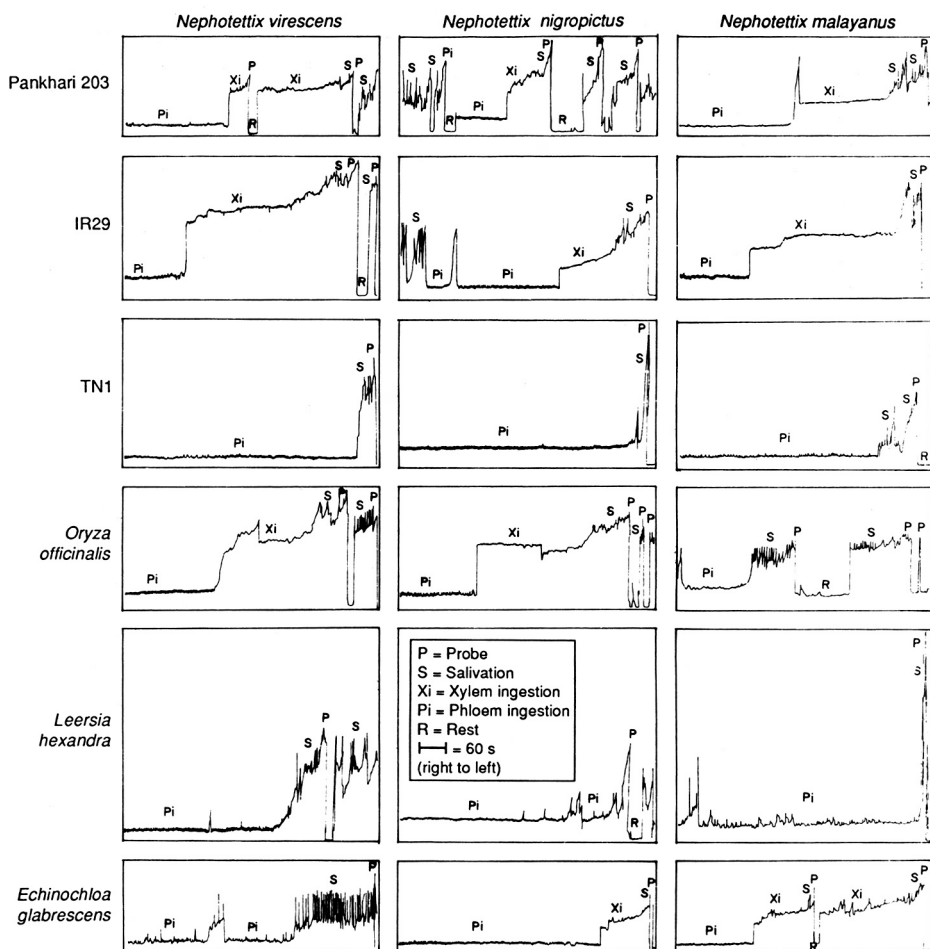 Nephotettix virescens
Nephotettix nigropictus
Nephotettix malayanus
Pankhari 203
Pi
Xi
P
R
Xi
S
P
S
S
S
Pi
R
Pi
Xi
S
P
R
S
P
S
P
Pi
Xi
S
S
P
IR29
Pi
Xi
S
P
R
S
P
S
Pi
Pi
Xi
S
P
Pi
Xi
S
S
P
TN1
Pi
S
P
Pi
S
P
Pi
S
S
P
R
Oryza
officinalis
Pi
Xi
S
P
S
P
Pi
Xi
S
P
S
P
P
Pi
S
P
R
S
P
P
Leersia
hexandra
Pi
S
P
S
P = Probe
S = Salivation
Xi = Xylem ingestion
Pi = Phloem ingestion
R = Rest
= 60 s
(right to left)
Pi
Pi
P
R
Pi
S
P
Echinochloa
glabrescens
Pi
Pi
S
P
Pi
Xi
S
P
Pi
Xi
S
P
R
Xi
S
P